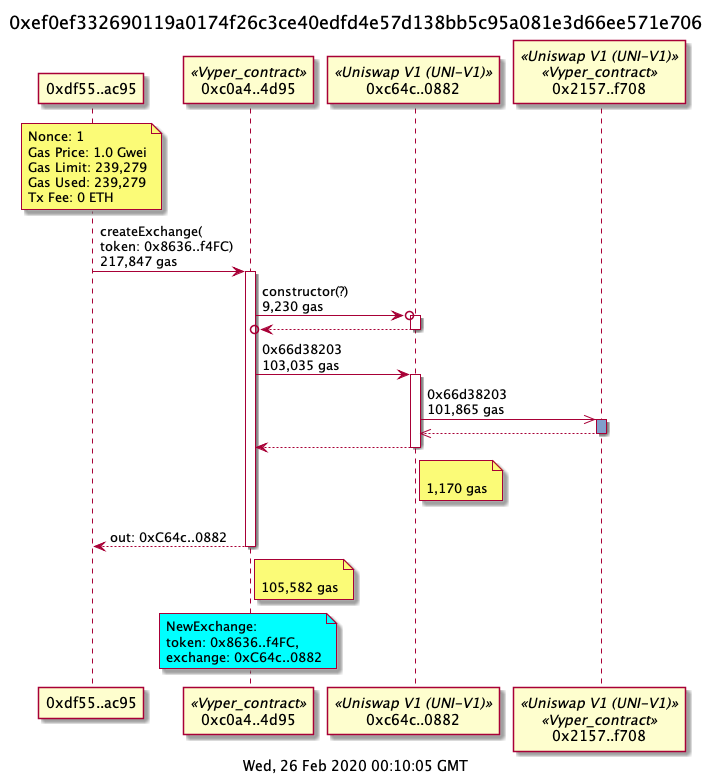 0xef0ef332690119a0174f26c3ce40edfd4e57d138bb5c95a081e3d66ee571e706
0xdf55..ac95
«Vyper_contract»
0xc0a4..4d95
«Uniswap V1 (UNI-V1)»
0xc64c..0882
«Uniswap V1 (UNI-V1)»
«Vyper_contract»
0x2157..f708
Nonce: 1
Gas Price: 1.0 Gwei
Gas Limit: 239,279
Gas Used: 239,279
Tx Fee: 0 ETH
createExchange(
token: 0x8636..f4FC)
217,847 gas
constructor(?)
9,230 gas
0x66d38203
103,035 gas
0x66d38203
101,865 gas
1,170 gas
out: 0xC64c..0882
105,582 gas
NewExchange:
token: 0x8636..f4FC,
exchange: 0xC64c..0882
0xdf55..ac95
«Vyper_contract»
0xc0a4..4d95
«Uniswap V1 (UNI-V1)»
0xc64c..0882
«Uniswap V1 (UNI-V1)»
«Vyper_contract»
0x2157..f708
Wed, 26 Feb 2020 00:10:05 GMT